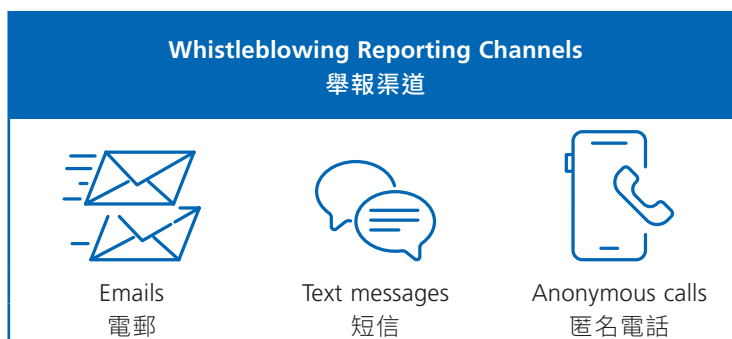 Whistleblowing Reporting Channels
舉報渠道
Emails
電郵
Text messages
短信
Anonymous calls
匿名電話